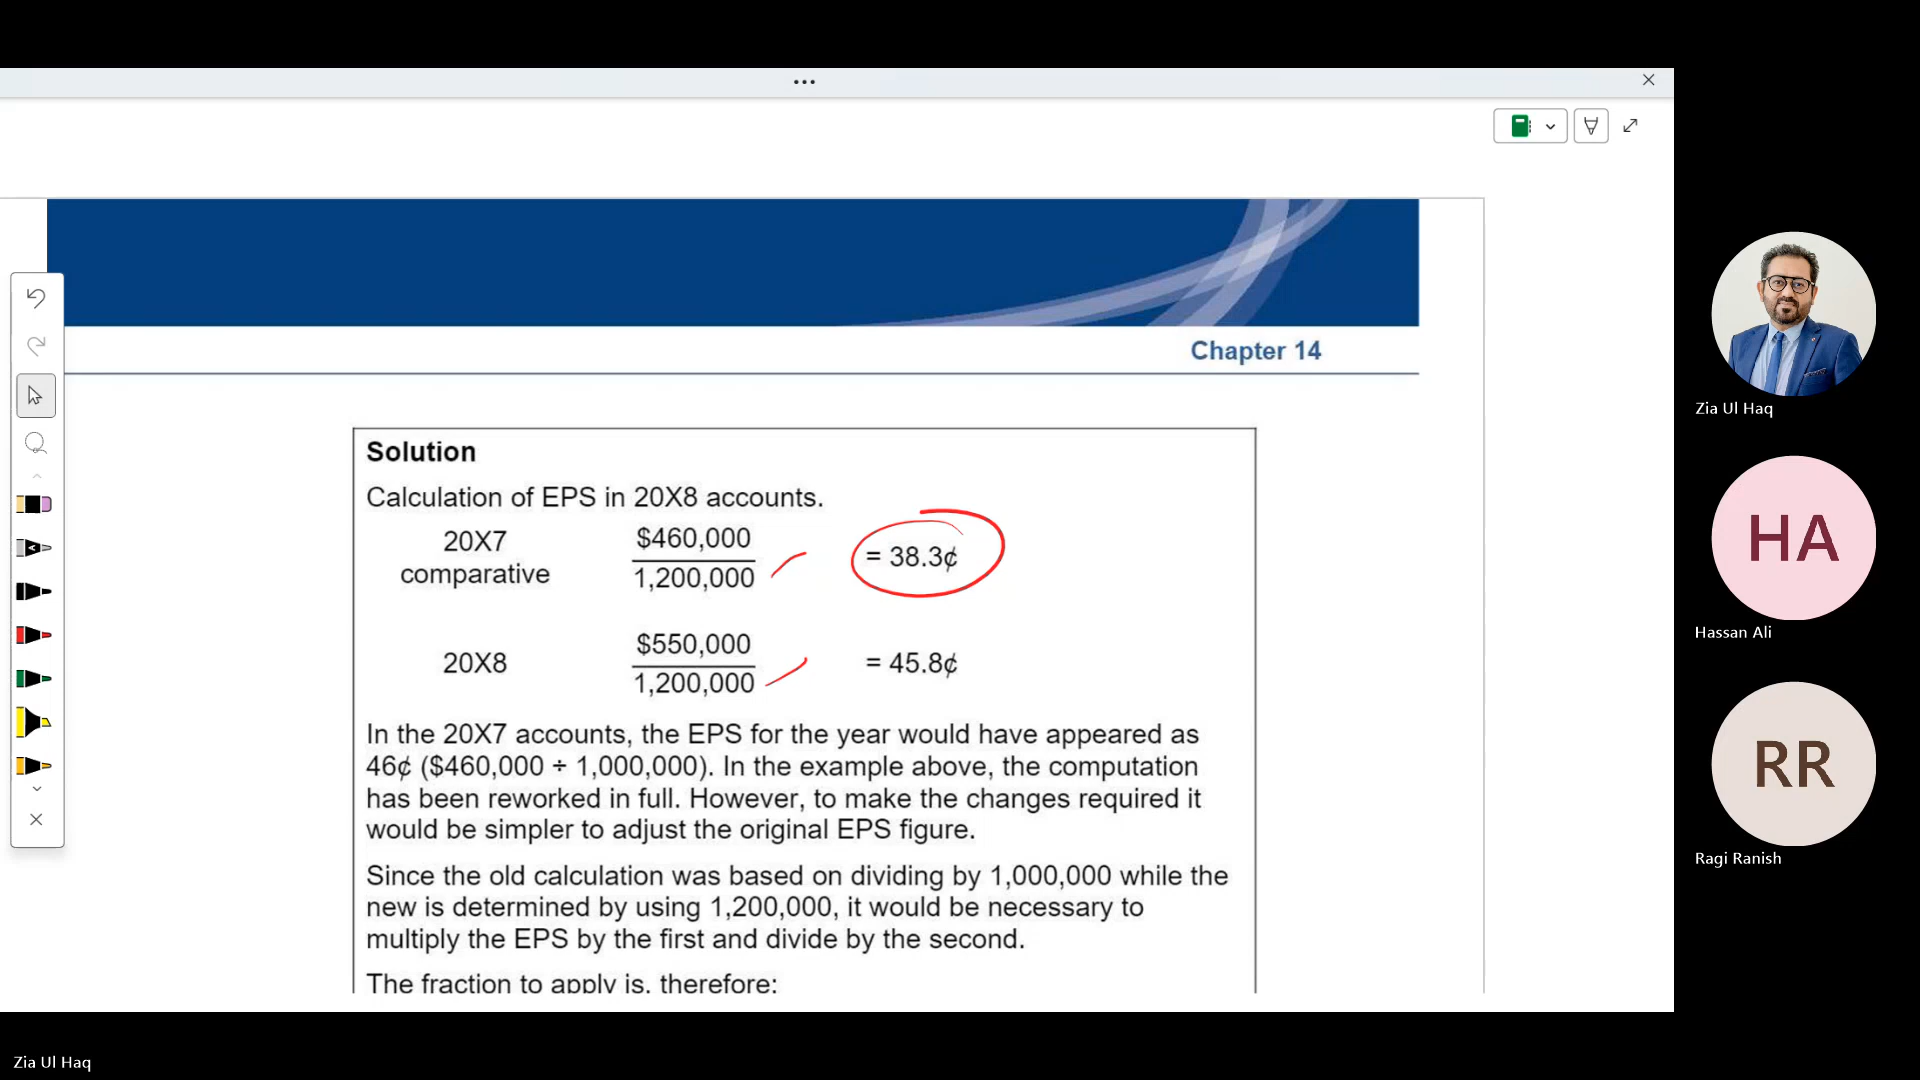 Chapter 14
Solution
Calculation of EPS in 20X8 accounts.
20X7
comparative
$460,000
1,200,000
= 38.3¢
20X8
$550,000
1,200,000
= 45.8¢
In the 20X7 accounts, the EPS for the year would have appeared as
46¢ ($460,000 ÷ 1,000,000). In the example above, the computation
has been reworked in full. However, to make the changes required it
would be simpler to adjust the original EPS figure.
Since the old calculation was based on dividing by 1,000,000 while the
new is determined by using 1,200,000, it would be necessary to
multiply the EPS by the first and divide by the second.
The fraction to apply is, therefore:
Zia Ul Haq
HA
Hassan Ali
RR
Ragi Ranish
Zia Ul Haq